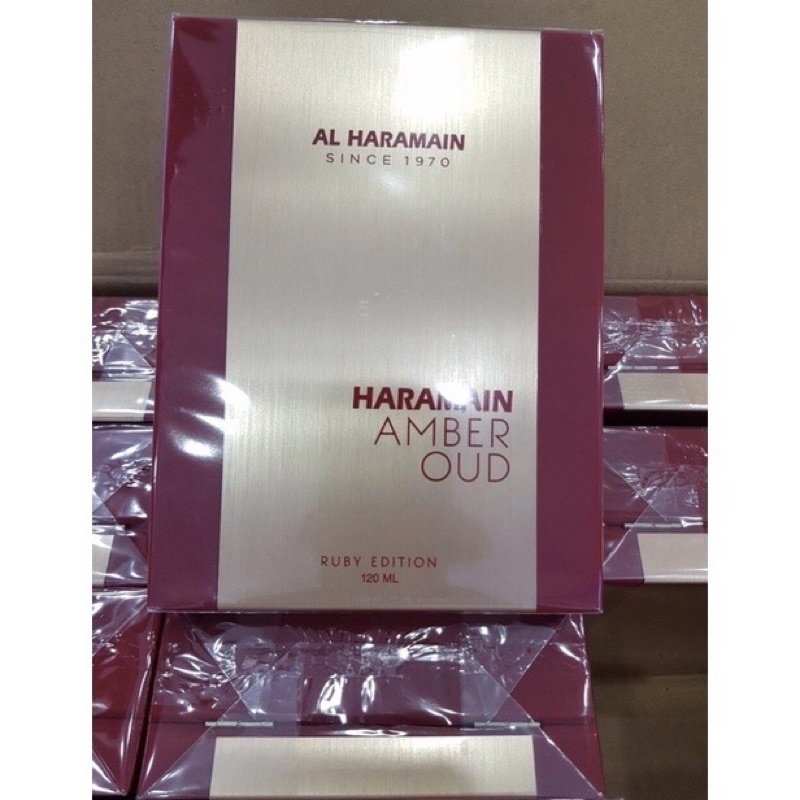 AL HARAMAIN
SINCE 1970
HARAMAIN
AMBER
OUD
RUBY EDITION
120 ML